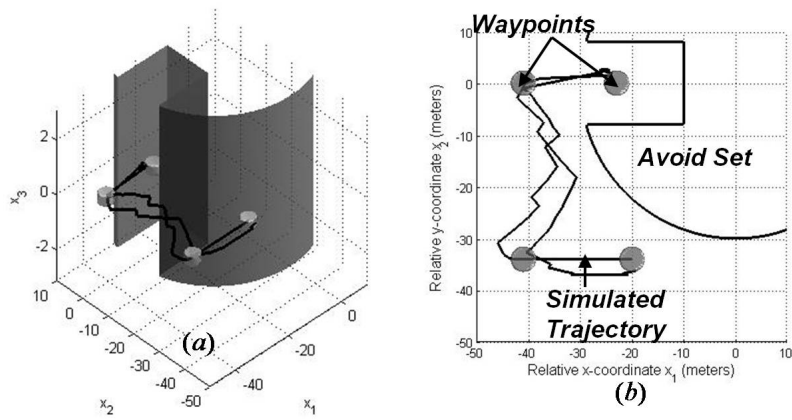 2
0
-2
x3
10
0
-10
-20
-30
-40
-50
x2
-40
-20
0
x1
(a)
Waypoints
10
0
-10
-20
-30
-40
-50
Relative y-coordinate x2 (meters)
Avoid Set
Simulated
Trajectory
-50 -40 -30 -20 -10 0 10
Relative x-coordinate x1 (meters)
(b)